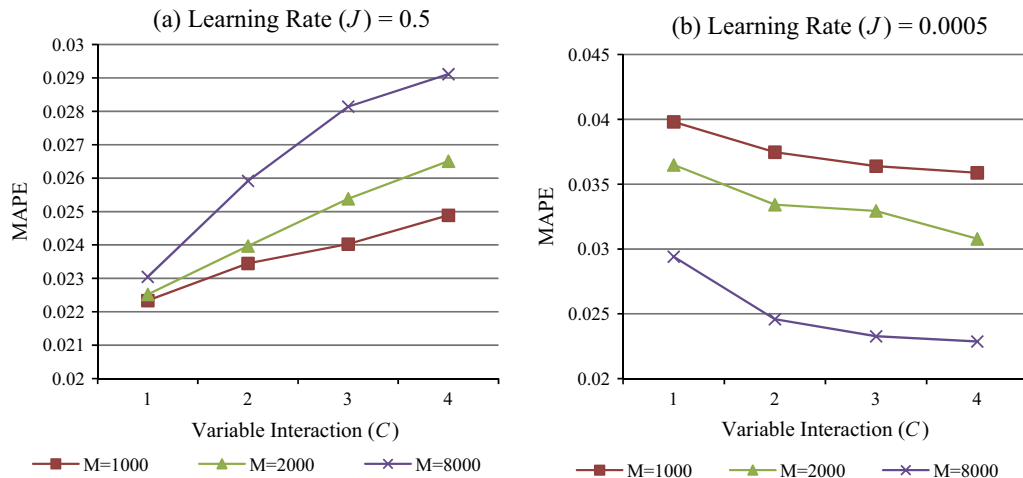 (a) Learning Rate (J) = 0.5
0.03
0.029
0.028
0.027
0.026
0.025
0.024
0.023
0.022
0.021
0.02
MAPE
1 2 3 4
Variable Interaction (C)
M=1000 M=2000 M=8000
(b) Learning Rate (J) = 0.0005
0.045
0.04
0.035
0.03
0.025
0.02
MAPE
1 2 3 4
Variable Interaction (C)
M=1000 M=2000 M=8000